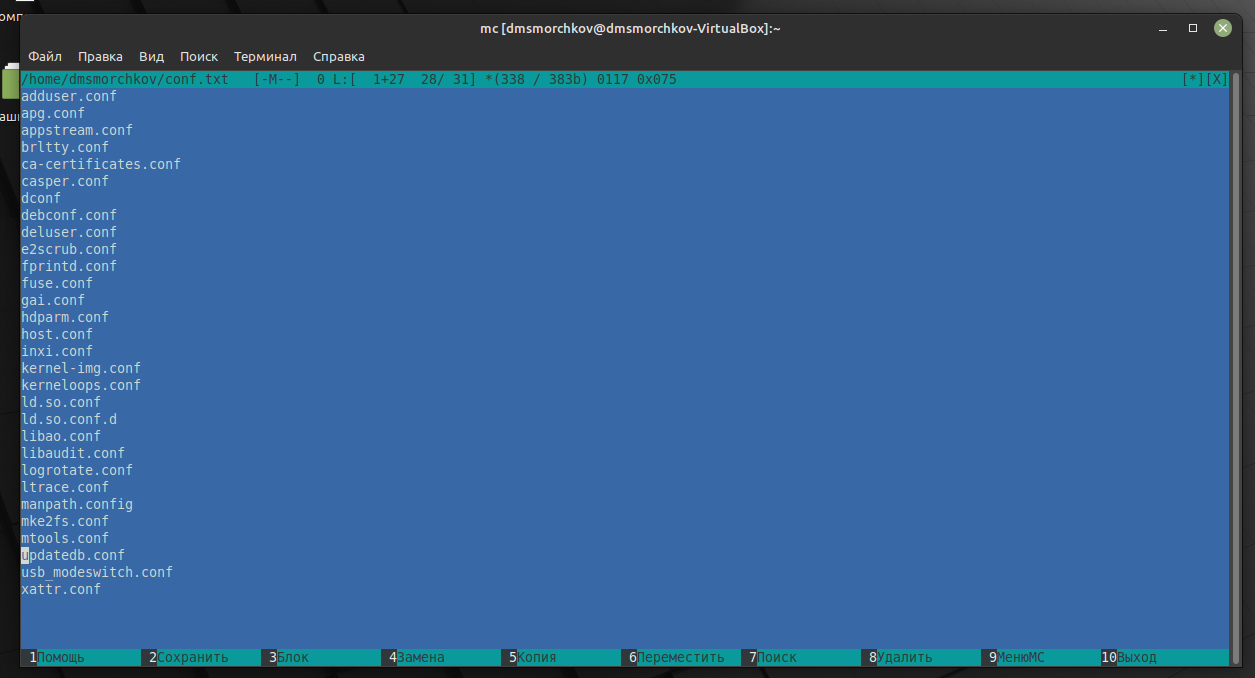 mc [dmsmorchkov@dmsmorchkov-VirtualBox]:~
Файл Правка Вид Поиск Терминал Справка
/home/dmsmorchkov/conf.txt [-M--] 0 L:[ 1+27 28/ 31] *(338 / 383b) 0117 0x075 [*][X]
adduser.conf
apg.conf
appstream.conf
brltty.conf
ca-certificates.conf
casper.conf
dconf
debconf.conf
deluser.conf
e2scrub.conf
fprintd.conf
fuse.conf
gai.conf
hdparm.conf
host.conf
inxi.conf
kernel-img.conf
kerneloops.conf
ld.so.conf
ld.so.conf.d
libao.conf
libaudit.conf
logrotate.conf
ltrace.conf
manpath.config
mke2fs.conf
mtools.conf
updatedb.conf
usb_modeswitch.conf
xattr.conf
1Помощь 2Сохранить 3Блок 4Замена 5Копия 6Переместить 7Поиск 8Удалить 9МенюMC 10Выход